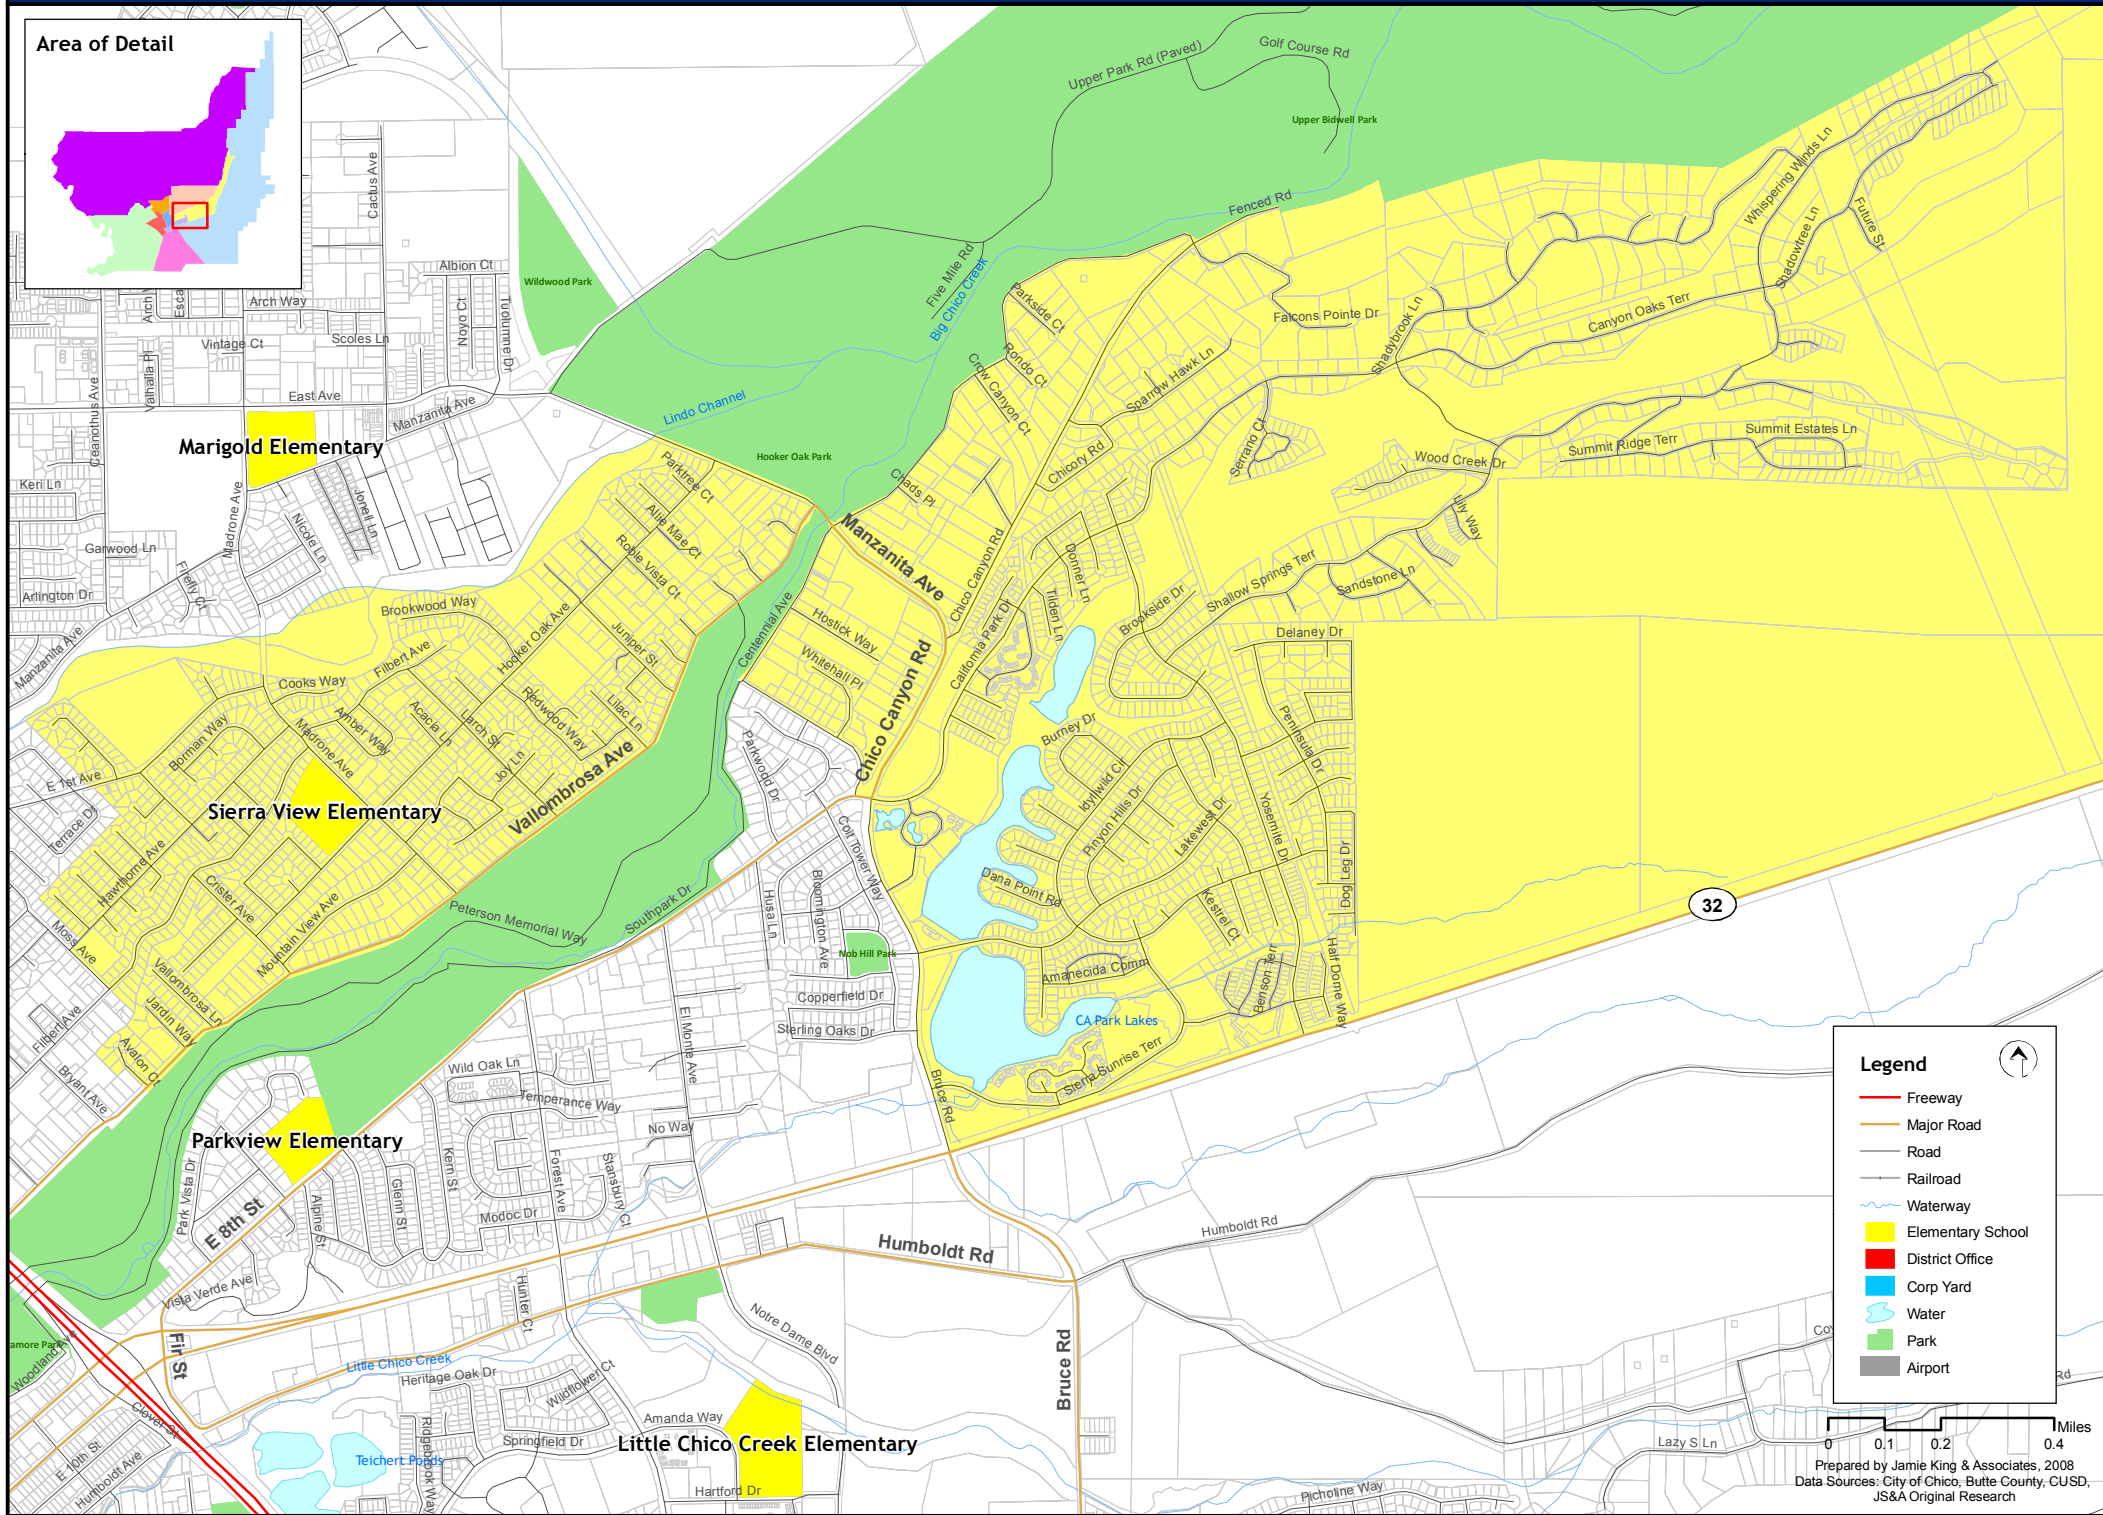 Area of Detail
Upper Park Rd (Paved)
Golf Course Rd
Upper Bidwell Park
Cactus Ave
Whispering Winds Ln
Future St
Shadowtree Ln
Fenced Rd
Five Mile Rd
Big Chico Creek
Albion Ct
Wildwood Park
Arch Way
Noyo Ct
Tuolumne Dr
Scoles Ln
Vintage Ct
Valhalla Pl
Parkside Ct
Falcons Pointe Dr
Canyon Oaks Terr
Shadybrook Ln
Rondo Ct
Crow Canyon Ct
Sparrow Hawk Ln
East Ave
Manzanita Ave
Ceanothus Ave
Lindo Channel
Marigold Elementary
Hooker Oak Park
Chicory Rd
Serrano Ct
Wood Creek Dr
Summit Ridge Terr
Summit Estates Ln
Keri Ln
Madrone Ave
Jonell Ln
Nicole Ln
Parktree Ct
Chads Pl
Allie Mae Ct
Manzanita Ave
Lily Way
Garwood Ln
Firefly Ct
Roble Vista Ct
Chico Canyon Rd
Donner Ln
Tilden Ln
Shallow Springs Terr
Sandstone Ln
Arlington Dr
Brookwood Way
Centennial Ave
Hostick Way
California Park Dr
Brookside Dr
Delaney Dr
Manzanita Ave
Filbert Ave
Hooker Oak Ave
Juniper St
Whitehall Pl
Cooks Way
Redwood Way
Lilac Ln
Chico Canyon Rd
Amber Way
Acacia Ln
Larch St
Borman Way
Madrone Ave
Joy Ln
Burney Dr
Peninsula Dr
E 1st Ave
Parkwood Dr
Idyllwild Cir
Sierra View Elementary
Vallombrosa Ave
Terrace Dr
Pinyon Hills Dr
Lakewest Dr
Yosemite Dr
Coit Tower Way
Hawthorne Ave
Crister Ave
Husa Ln
Bloomington Ave
Dana Point Rd
Dog Leg Dr
Kestrel Ct
32
Peterson Memorial Way
Southpark Dr
Moss Ave
Mountain View Ave
Nob Hill Park
Vallombrosa Ln
Jardin Way
Amanecida Comm
Benson Terr
Half Dome Way
Copperfield Dr
CA Park Lakes
Sterling Oaks Dr
El Monte Ave
Filbert Ave
Avalon Ct
Bryant Ave
Wild Oak Ln
Sierra Sunrise Terr
Bruce Rd
Temperance Way
No Way
Parkview Elementary
Park Vista Dr
Kern St
Glenn St
Forest Ave
Stansbury Ct
Alpine St
Modoc Dr
E 8th St
Humboldt Rd
Humboldt Rd
Vista Verde Ave
Hunter Ct
Notre Dame Blvd
Fir St
amore Park
Woodland Ave
Little Chico Creek
Heritage Oak Dr
Wildflower Ct
Bruce Rd
Clover St
Amanda Way
Ridgebrook Way
Springfield Dr
Little Chico Creek Elementary
E 10th St
Humboldt Ave
Teichert Ponds
Hartford Dr
Lazy S Ln
Picholine Way
Rd
Legend
Freeway
Major Road
Road
Railroad
Waterway
Elementary School
District Office
Corp Yard
Water
Park
Airport
Miles
0 0.1 0.2 0.4
Prepared by Jamie King & Associates, 2008
Data Sources: City of Chico, Butte County, CUSD,
JS&A Original Research